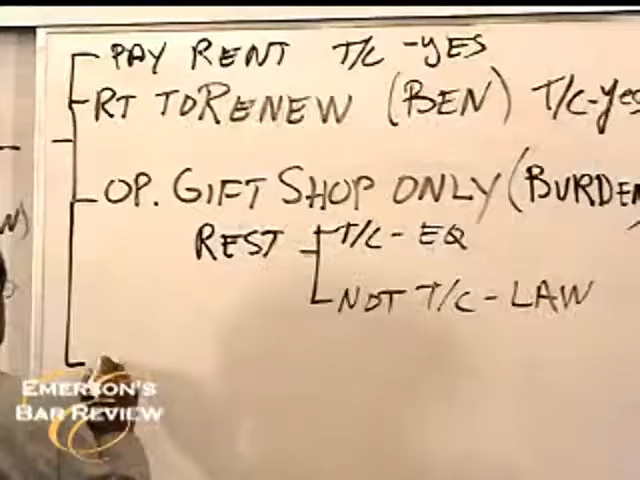 PAY RENT T/C - YES
RT TO RENEW (BEN) T/C - yes
OP. GIFT SHOP ONLY (BURDEN
REST T/C - EQ
NOT T/C - LAW
EMERSON'S
BAR REVIEW